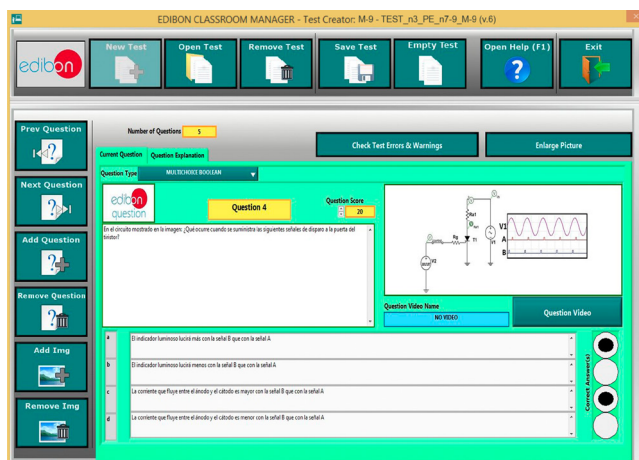 EDIBON CLASSROOM MANAGER - Test Creator: M-9 - TEST_n3_PE_n7-9_M-9 (v.6)
edibon
New Test
Open Test
Remove Test
Save Test
Empty Test
Open Help (F1)
Exit
Prev Question
Next Question
Add Question
Remove Question
Add Img
Remove Img
Number of Questions 5
Check Test Errors & Warnings
Enlarge Picture
Current Question
Question Explanation
Question Type MULTICHOICE BOOLEAN
edibon
question
Question 4
Question Score
20
En el circuito mostrado en la imagen: ¿Qué ocurre cuando se suministra las siguientes señales de disparo a la puerta del
tiristor?
Rg
T1
V1
V2
V1
A
B
Question Video Name
NO VIDEO
Question Video
a El indicador luminoso lucirá más con la señal B que con la señal A
b El indicador luminoso lucirá menos con la señal B que con la señal A
c La corriente que fluye entre el ánodo y el cátodo es mayor con la señal B que con la señal A
d La corriente que fluye entre el ánodo y el cátodo es menor con la señal B que con la señal A
Correct Answer(s)